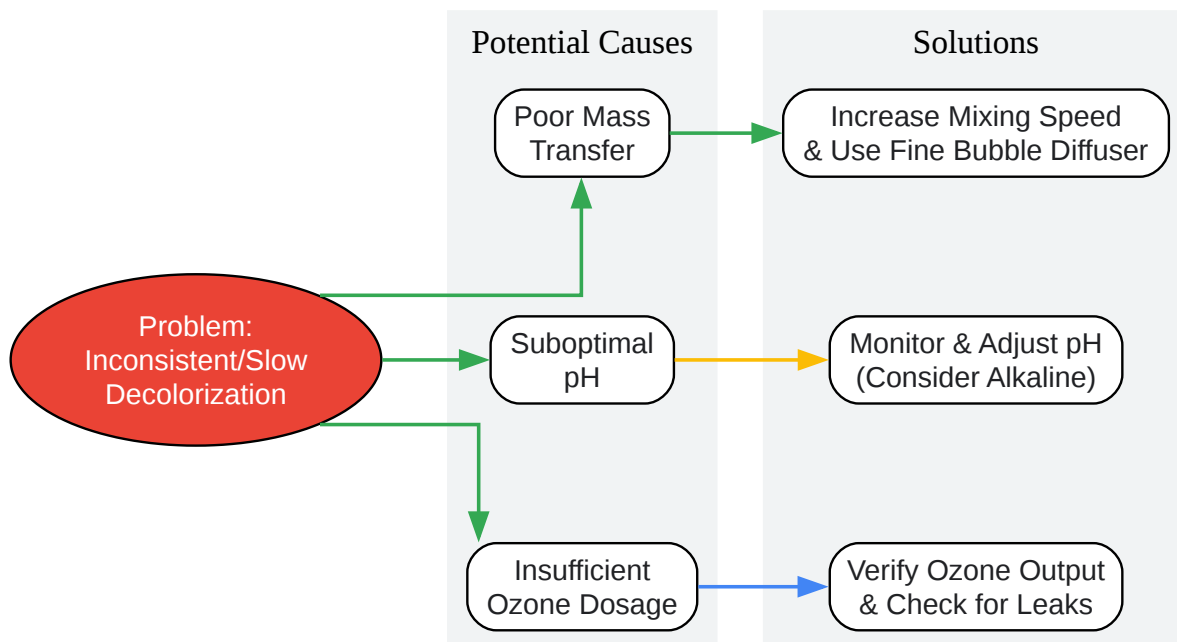 Potential Causes
Solutions
Poor Mass
Transfer
Increase Mixing Speed
& Use Fine Bubble Diffuser
Problem:
Inconsistent/Slow
Decolorization
Suboptimal
pH
Monitor & Adjust pH
(Consider Alkaline)
Insufficient
Ozone Dosage
Verify Ozone Output
& Check for Leaks